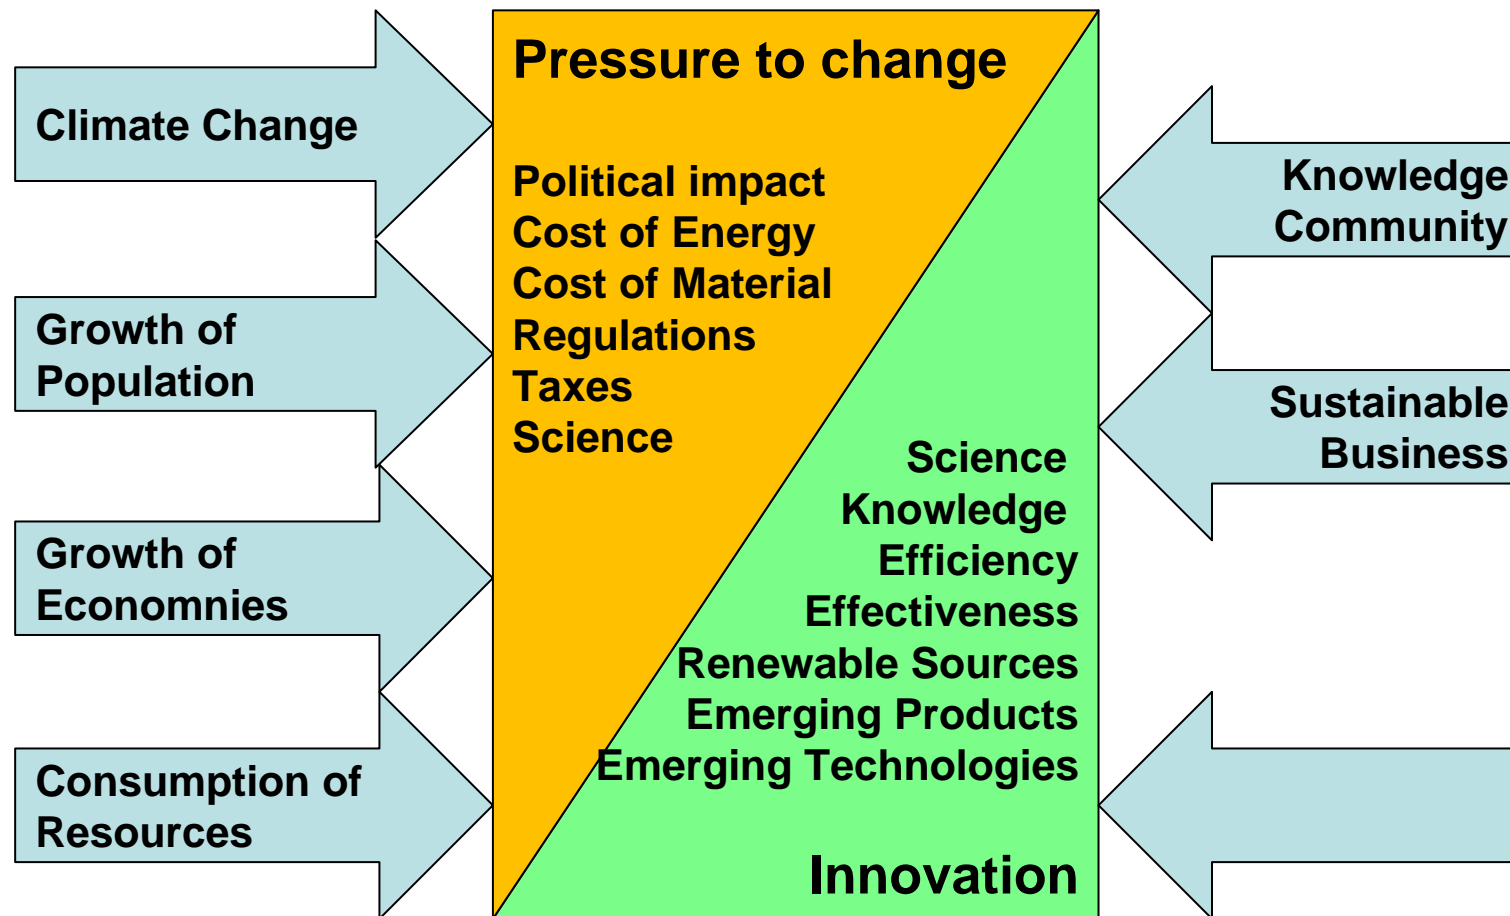 Pressure to change
Climate Change
Political impact
Cost of Energy
Cost of Material
Regulations
Taxes
Science
Growth of
Population
Growth of
Economnies
Consumption of
Resources
Knowledge
Community
Sustainable
Business
Science
Knowledge
Efficiency
Effectiveness
Renewable Sources
Emerging Products
Emerging Technologies
Innovation